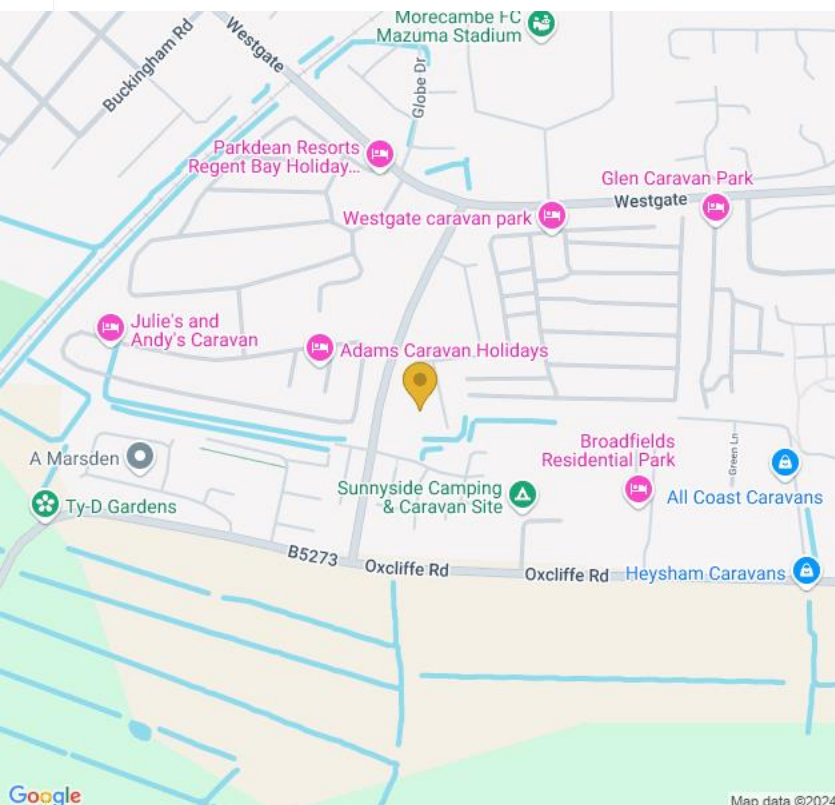 Morecambe FC
Mazuma Stadium
Buckingham Rd
Westgate
Globe Dr
Parkdean Resorts
Regent Bay Holiday...
Glen Caravan Park
Westgate
Westgate caravan park
Julie's and
Andy's Caravan
Adams Caravan Holidays
A Marsden
Broadfields
Residential Park
Green Ln
Sunnyside Camping
& Caravan Site
All Coast Caravans
Ty-D Gardens
B5273
Oxcliffe Rd
Oxcliffe Rd
Heysham Caravans
Google
Map data ©2024